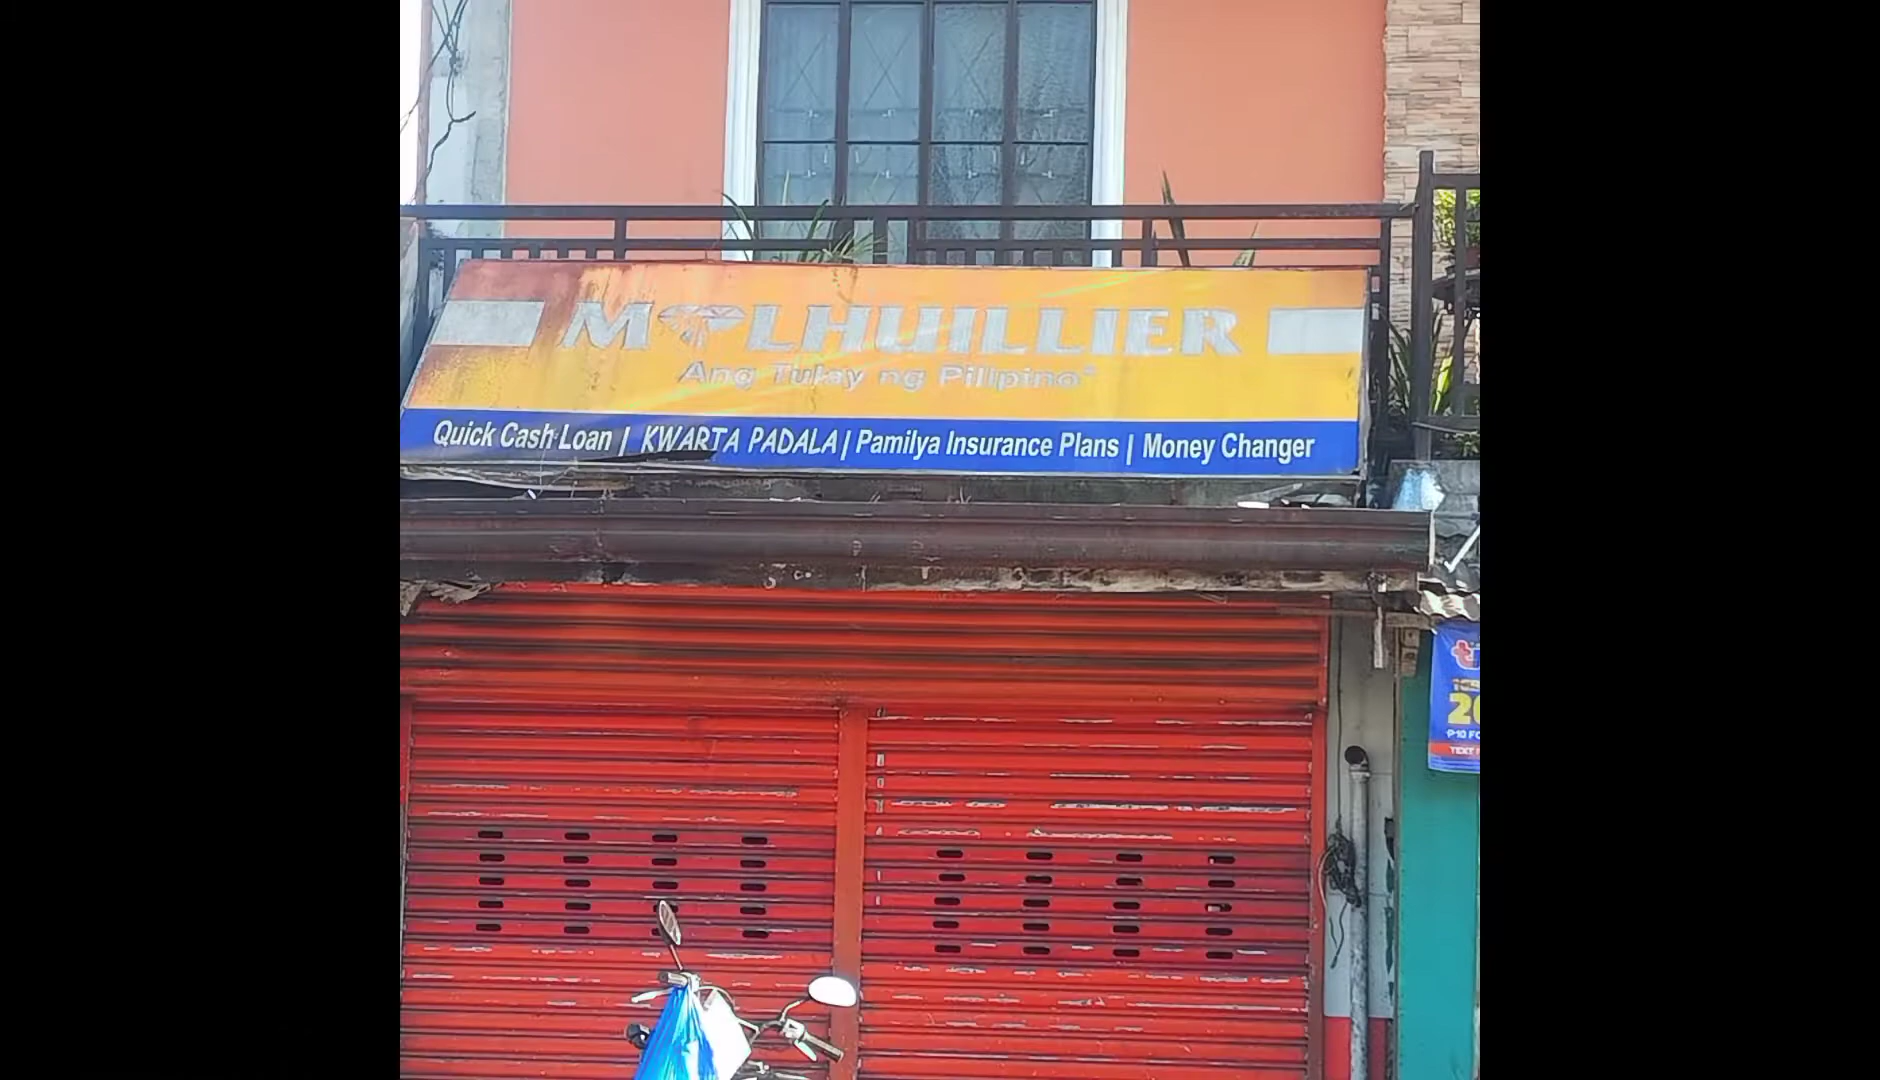 M LHUILLIER
Ang Tulay ng Pilipino
Quick Cash Loan | KWARTA PADALA | Pamilya Insurance Plans | Money Changer